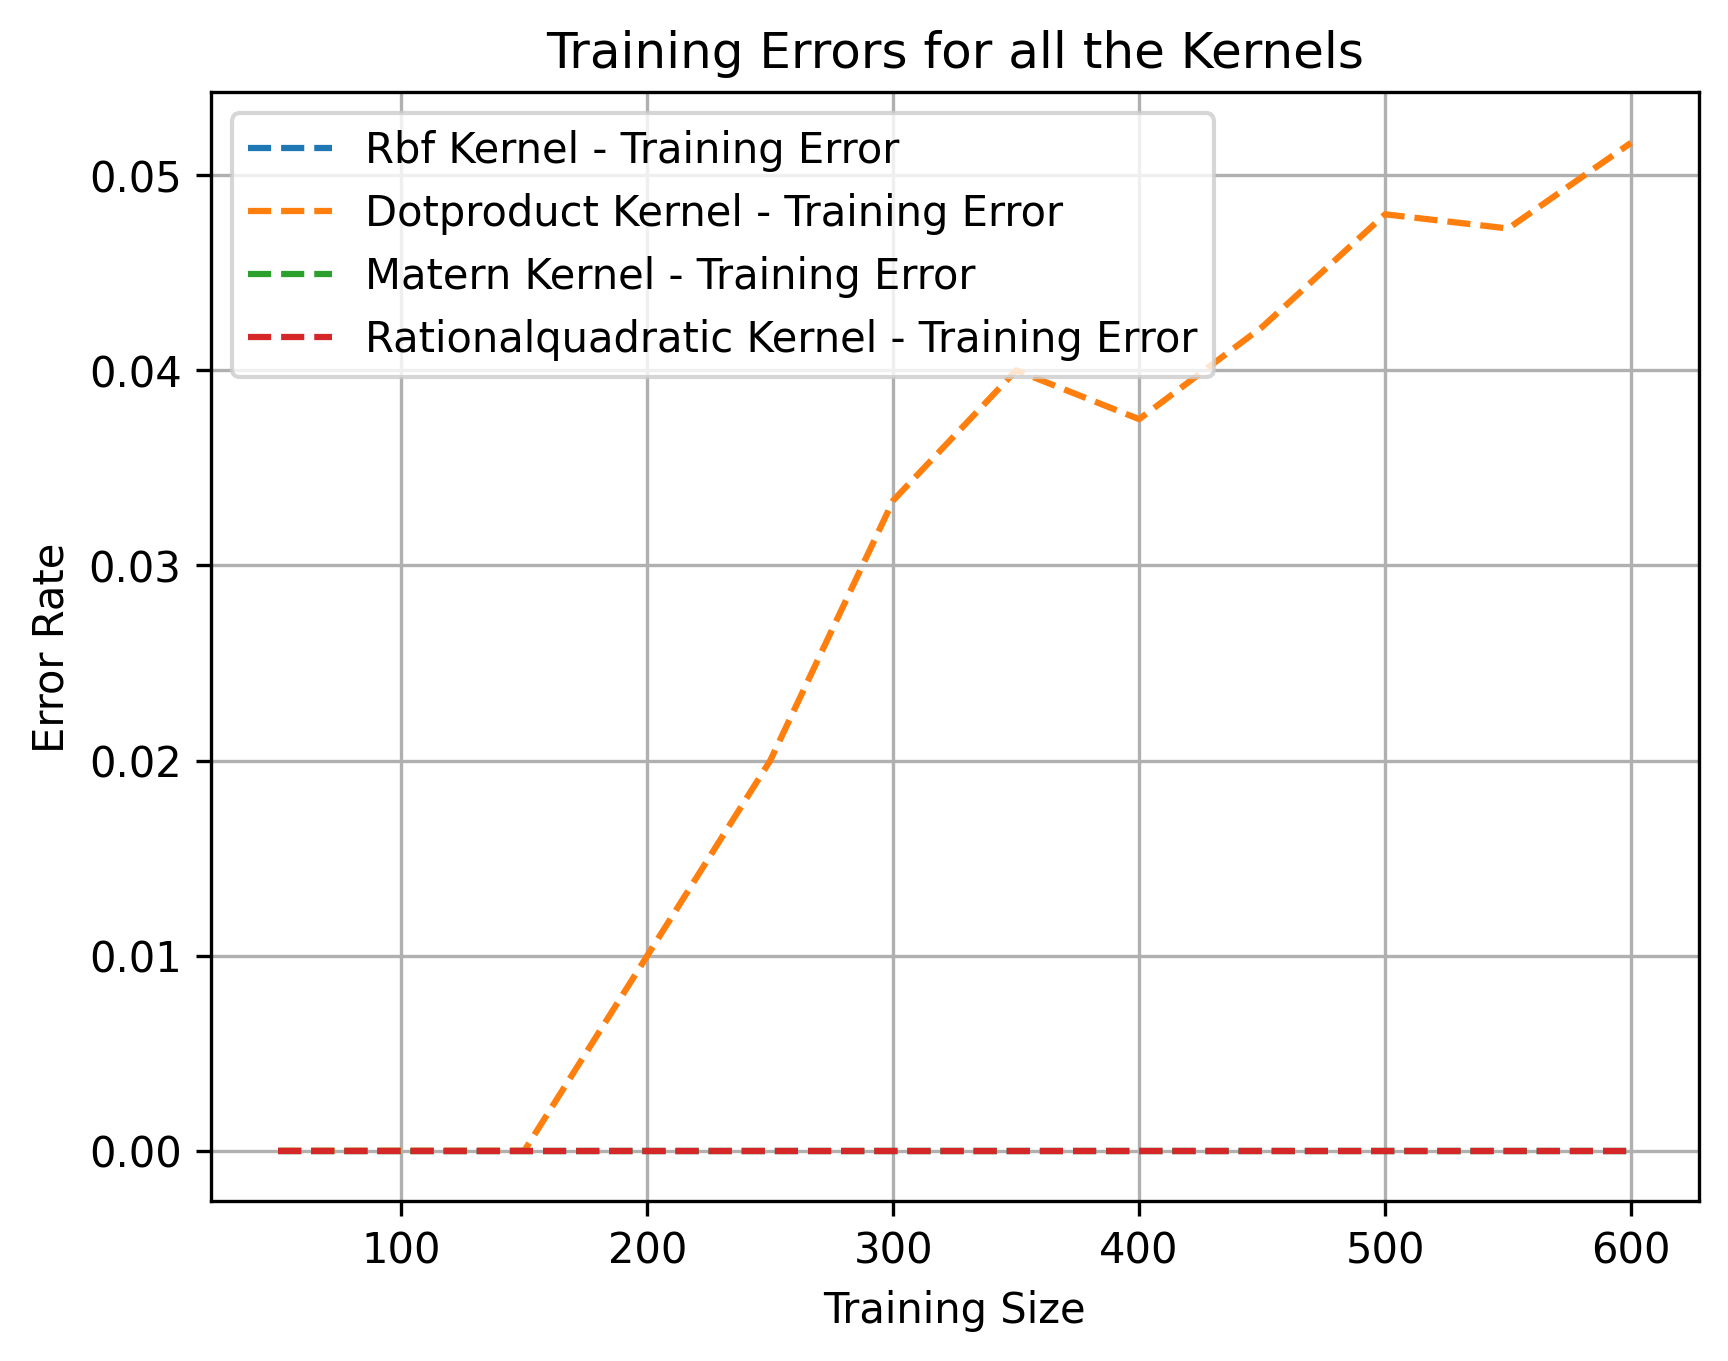 Training Errors for all the Kernels
Rbf Kernel - Training Error
Dotproduct Kernel - Training Error
Matern Kernel - Training Error
Rationalquadratic Kernel - Training Error
0.05
0.04
0.03
0.02
0.01
0.00
Error Rate
100 200 300 400 500 600
Training Size